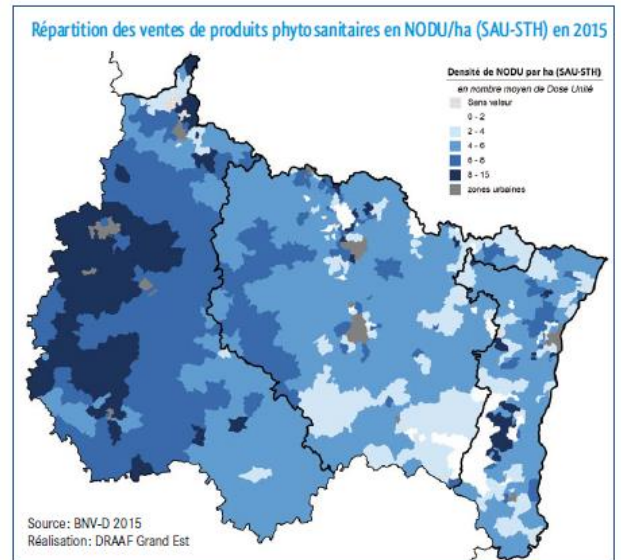 Répartition des ventes de produits phytosanitaires en NODU/ha (SAU-STH) en 2015
Densité de NODU par ha (SAU-STH)
en nombre moyen de Dose Unité
Sans valeur
0 - 2
2 - 4
4 - 6
6 - 8
8 - 15
zones urbaines
Source: BNV-D 2015
Réalisation: DRAAF Grand Est